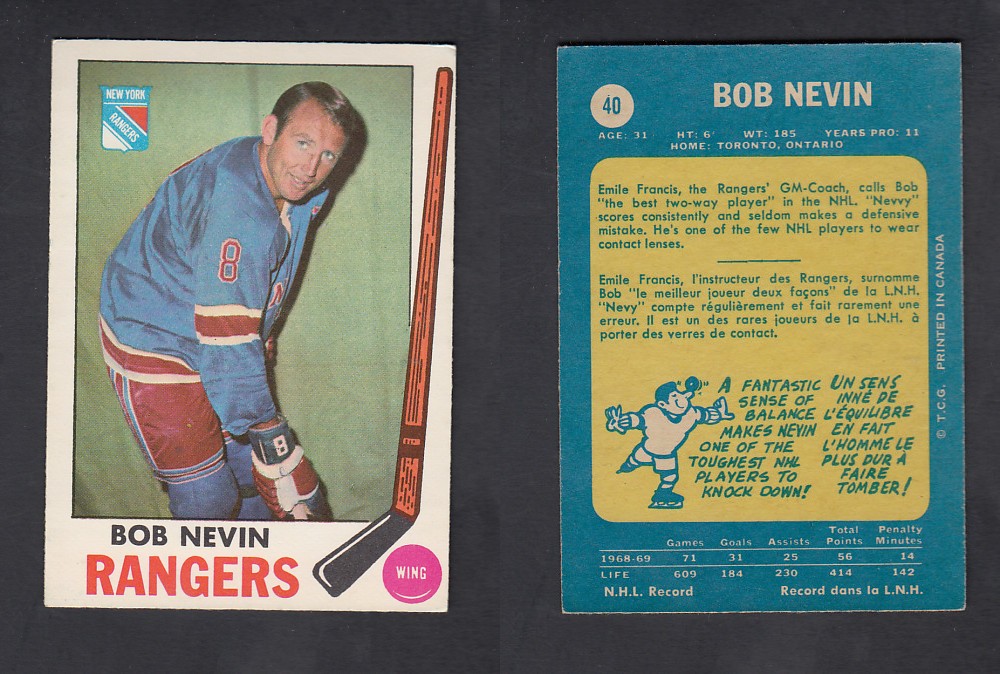 NEW YORK
RANGERS
8
8
BOB NEVIN
RANGERS
WING
40
BOB NEVIN
AGE: 31 HT: 6' WT: 185 YEARS PRO: 11
HOME: TORONTO, ONTARIO
Emile Francis, the Rangers' GM-Coach, calls Bob
"the best two-way player" in the NHL. "Nevvy"
scores consistently and seldom makes a defensive
mistake. He's one of the few NHL players to wear
contact lenses.
Emile Francis, l'instructeur des Rangers, surnomme
Bob "le meilleur joueur deux façons" de la L.N.H.
"Nevy" compte régulièrement et fait rarement une
erreur. Il est un des rares joueurs de la L.N.H. à
porter des verres de contact.
A FANTASTIC
SENSE OF
BALANCE
MAKES NEVIN
ONE OF THE
TOUGHEST NHL
PLAYERS TO
KNOCK DOWN!
UN SENS
INNÉ DE
L'ÉQUILIBRE
EN FAIT
L'HOMME LE
PLUS DUR À
FAIRE
TOMBER!
© T.C.G. PRINTED IN CANADA
Total Penalty
Games Goals Assists Points Minutes
1968-69 71 31 25 56 14
LIFE 609 184 230 414 142
N.H.L. Record Record dans la L.N.H.